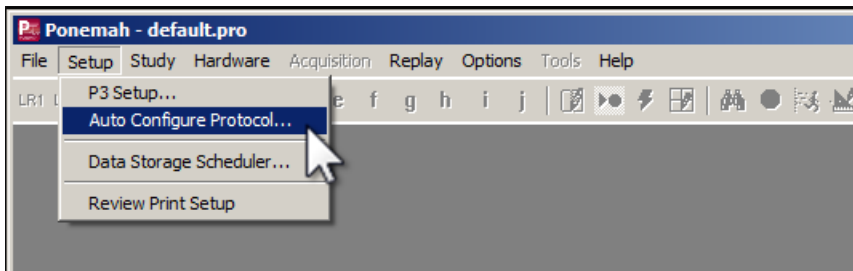 Ponemah - default.pro
File Setup Study Hardware Acquisition Replay Options Tools Help
LR1 e f g h i j
P3 Setup...
Auto Configure Protocol...
Data Storage Scheduler...
Review Print Setup